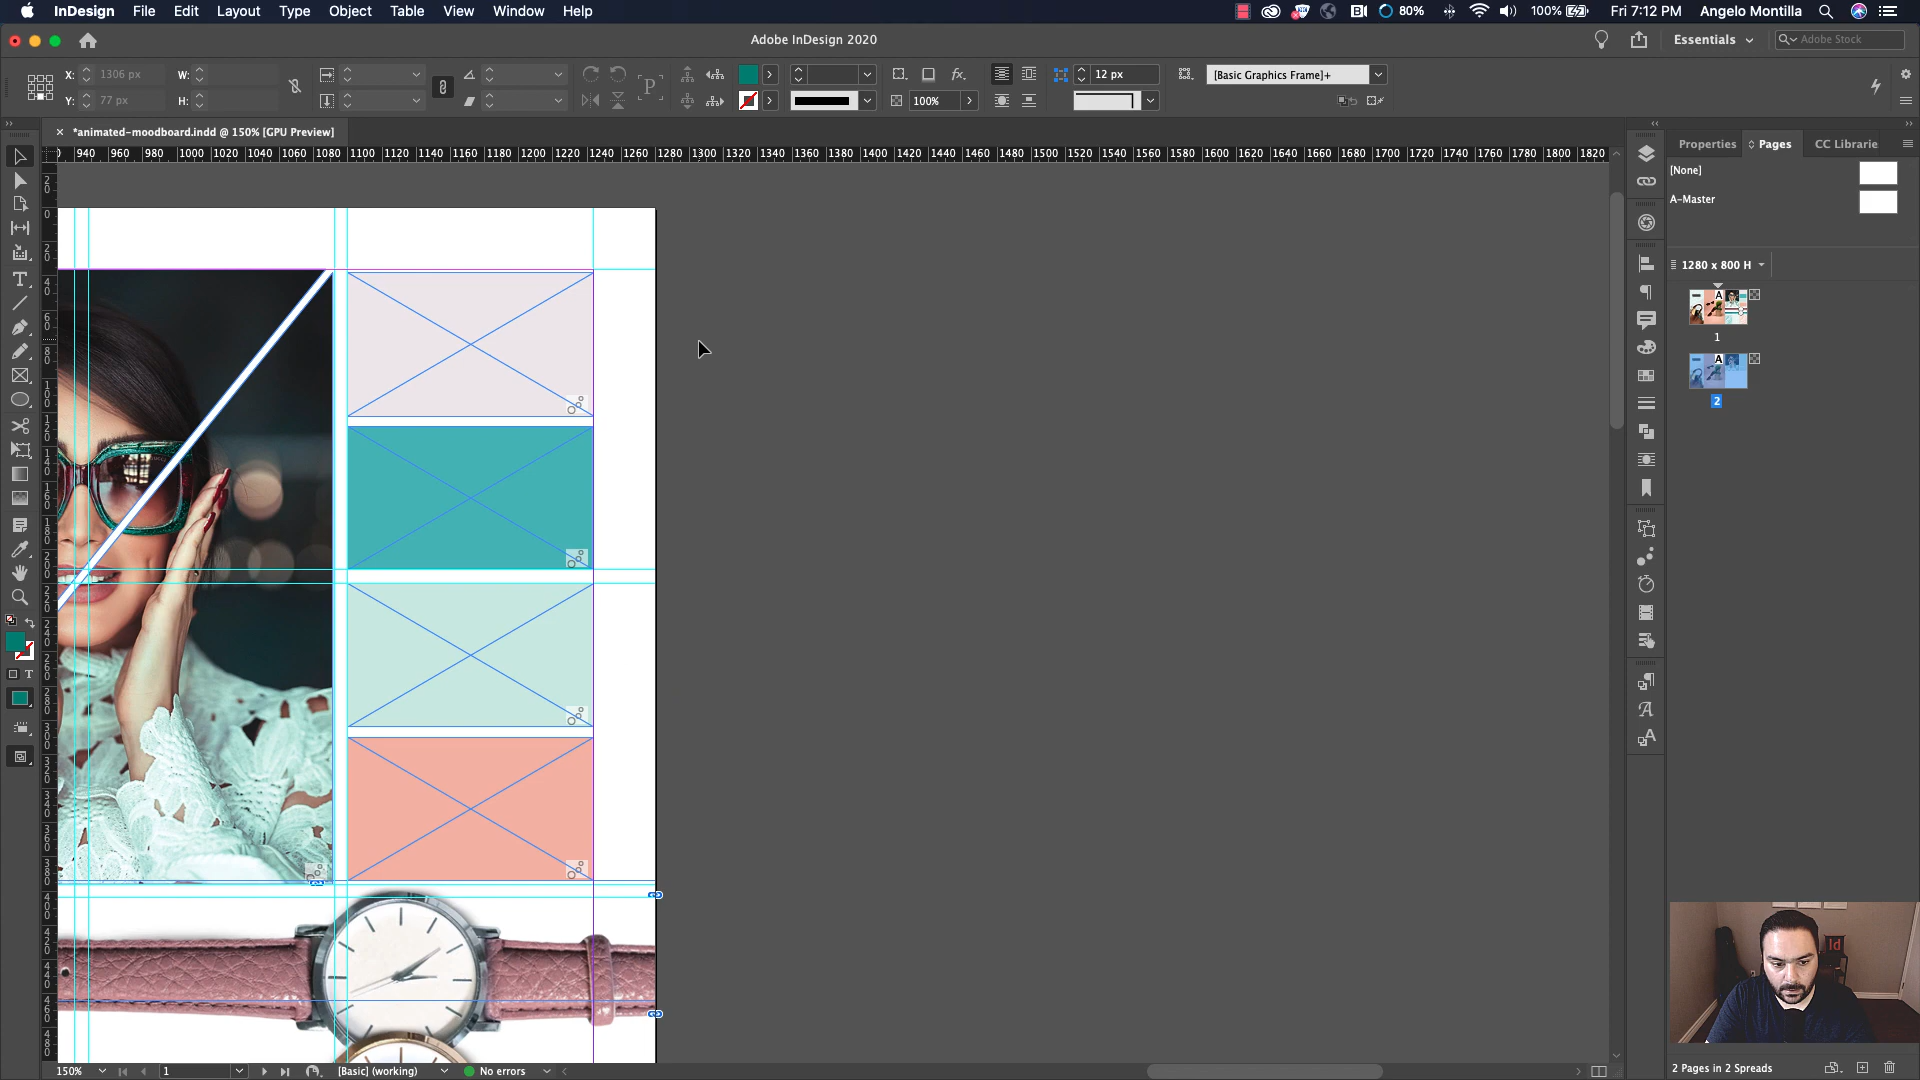 InDesign File Edit Layout Type Object Table View Window Help 80% 100% Fri 7:12 PM Angelo Montilla
Adobe InDesign 2020 Essentials Adobe Stock
X: 1306 px W: 12 px [Basic Graphics Frame]+
Y: 77 px H: 100%
*animated-moodboard.indd @ 150% [GPU Preview]
940 960 980 1000 1020 1040 1060 1080 1100 1120 1140 1160 1180 1200 1220 1240 1260 1280 1300 1320 1340 1360 1380 1400 1420 1440 1460 1480 1500 1520 1540 1560 1580 1600 1620 1640 1660 1680 1700 1720 1740 1760 1780 1800 1820
Properties Pages CC Librarie
[None]
A-Master
1280 x 800 H
A
1
A
2
Id
150% 1 [Basic] (working) No errors
2 Pages in 2 Spreads